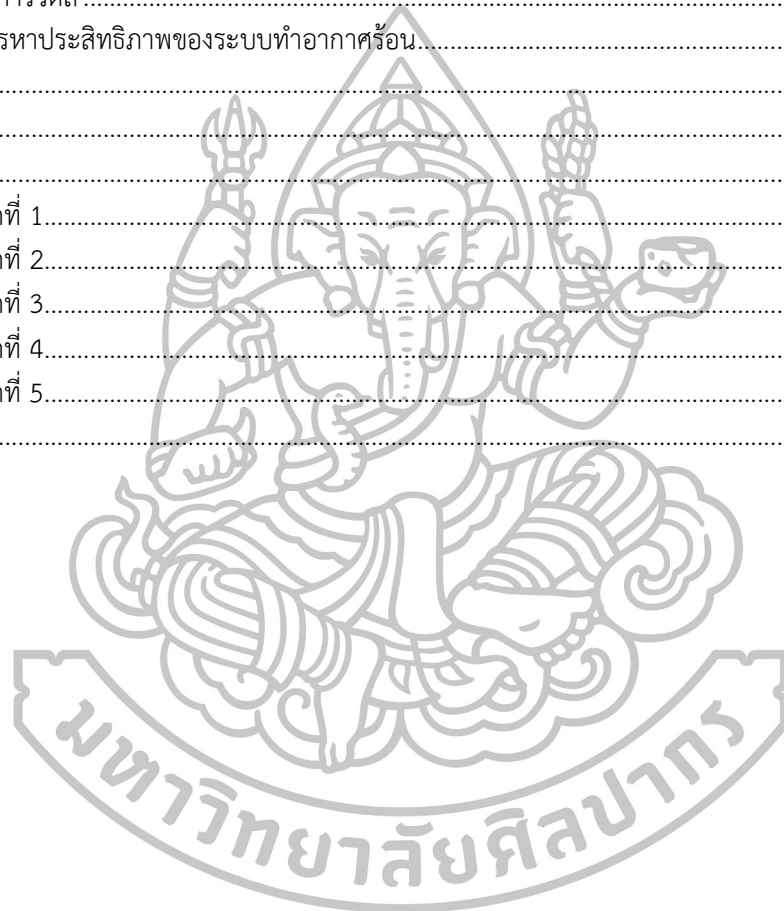 รหาประสิทธิภาพของระบบทำอากาศร้อน
ที่ 1
ที่ 2
ที่ 3
ที่ 4
ที่ 5
มหาวิทยาลัยศิลปากร